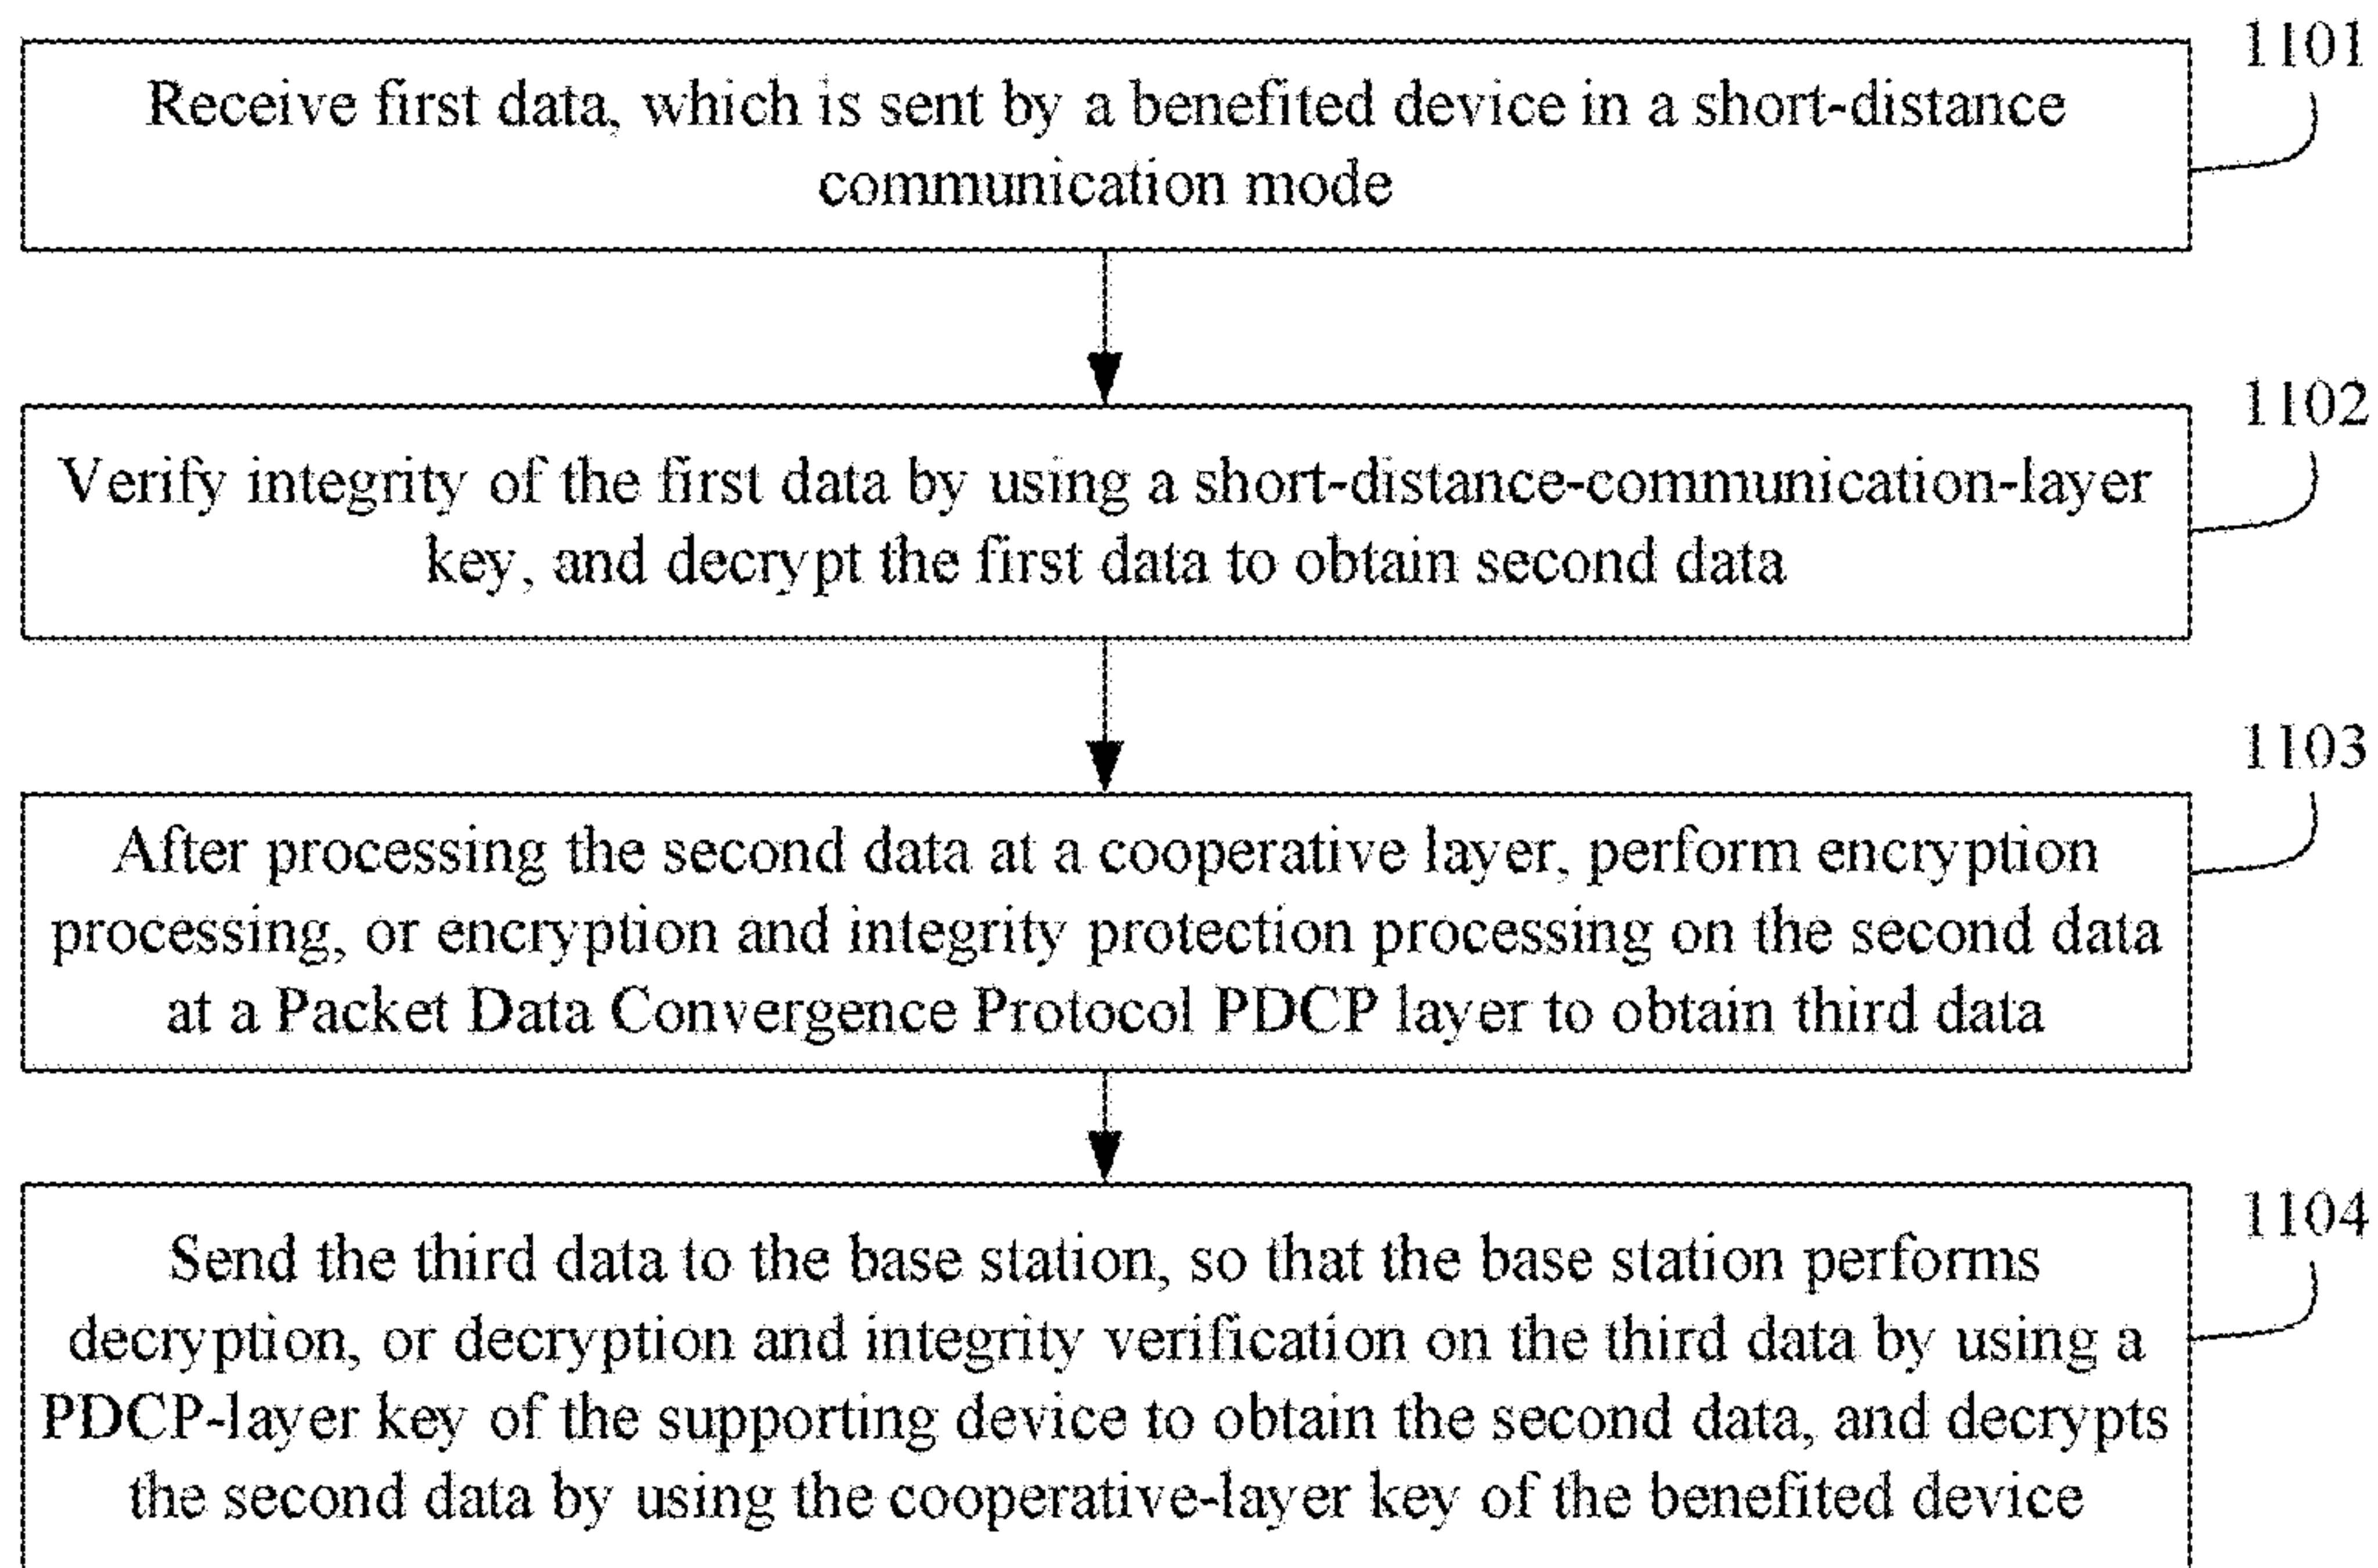 1101
Receive first data, which is sent by a benefited device in a short-distance
communication mode
1102
Verify integrity of the first data by using a short-distance-communication-layer
key, and decrypt the first data to obtain second data
1103
After processing the second data at a cooperative layer, perform encryption
processing, or encryption and integrity protection processing on the second data
at a Packet Data Convergence Protocol PDCP layer to obtain third data
1104
Send the third data to the base station, so that the base station performs
decryption, or decryption and integrity verification on the third data by using a
PDCP-layer key of the supporting device to obtain the second data, and decrypts
the second data by using the cooperative-layer key of the benefited device